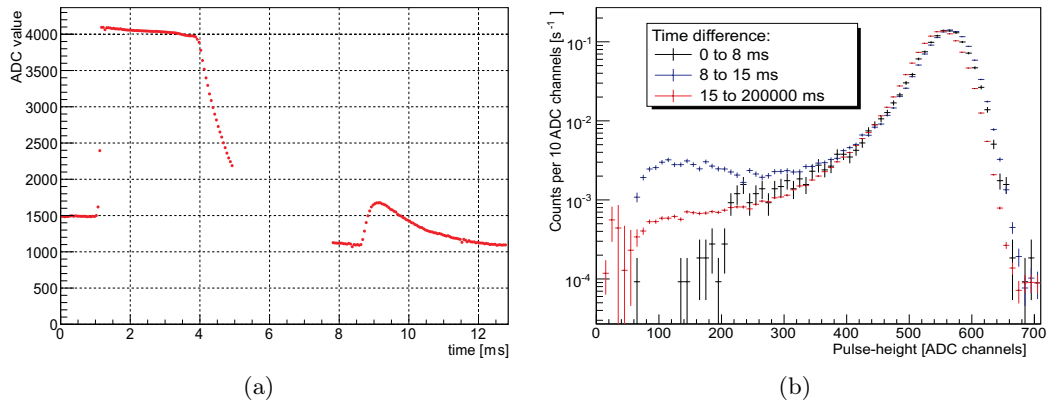 ADC value
4000
3500
3000
2500
2000
1500
1000
500
0
0 2 4 6 8 10 12
time [ms]
(a)
Counts per 10 ADC channels [s⁻¹]
10⁻¹
10⁻²
10⁻³
10⁻⁴
Time difference:
0 to 8 ms
8 to 15 ms
15 to 200000 ms
0 100 200 300 400 500 600 700
Pulse-height [ADC channels]
(b)